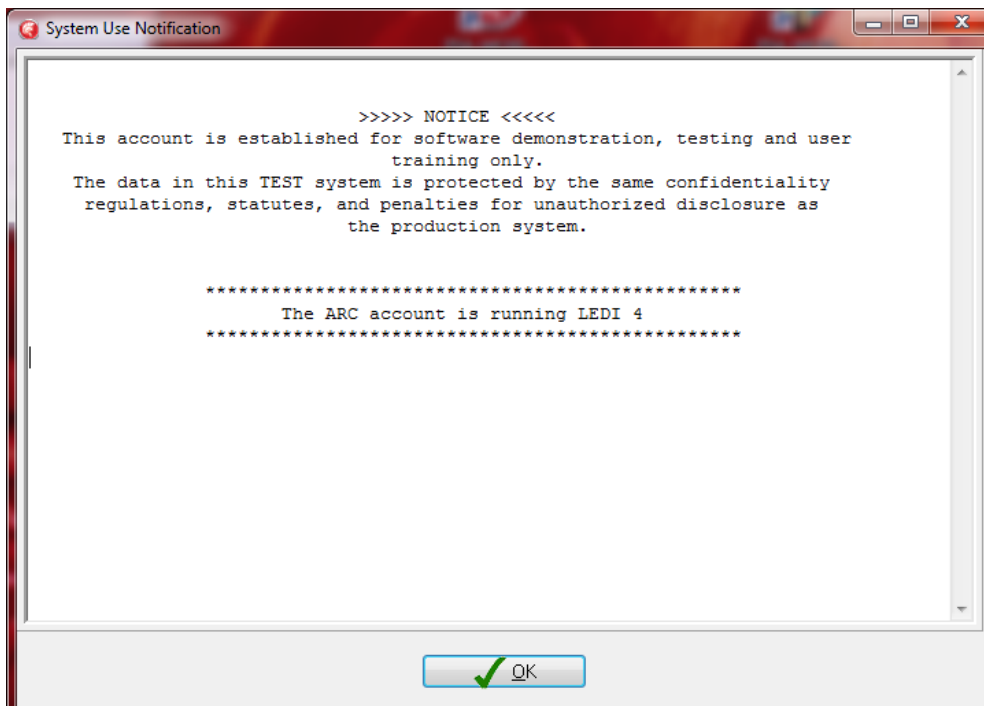 System Use Notification
>>>>> NOTICE <<<<<
This account is established for software demonstration, testing and user
training only.
The data in this TEST system is protected by the same confidentiality
regulations, statutes, and penalties for unauthorized disclosure as
the production system.
*************************************************
The ARC account is running LEDI 4
*************************************************
OK